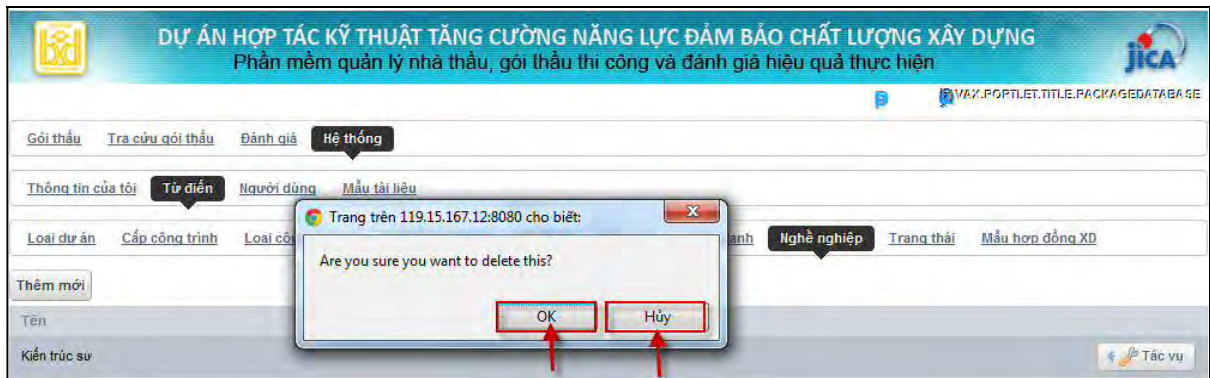 bxd
DỰ ÁN HỢP TÁC KỸ THUẬT TĂNG CƯỜNG NĂNG LỰC ĐẢM BẢO CHẤT LƯỢNG XÂY DỰNG
Phần mềm quản lý nhà thầu, gói thầu thi công và đánh giá hiệu quả thực hiện
jICA
VAX.PORTLET.TITLE.PACKAGEDATABASE
Gói thầu Tra cứu gói thầu Đánh giá Hệ thống
Thông tin của tôi Từ điển Người dùng Mẫu tài liệu
Trang trên 119.15.167.12:8080 cho biết:
Loại dự án Cấp công trình Loại anh Nghề nghiệp Trạng thái Mẫu hợp đồng XD
Are you sure you want to delete this?
Thêm mới
OK Hủy
Tên
Kiến trúc sư Tác vụ